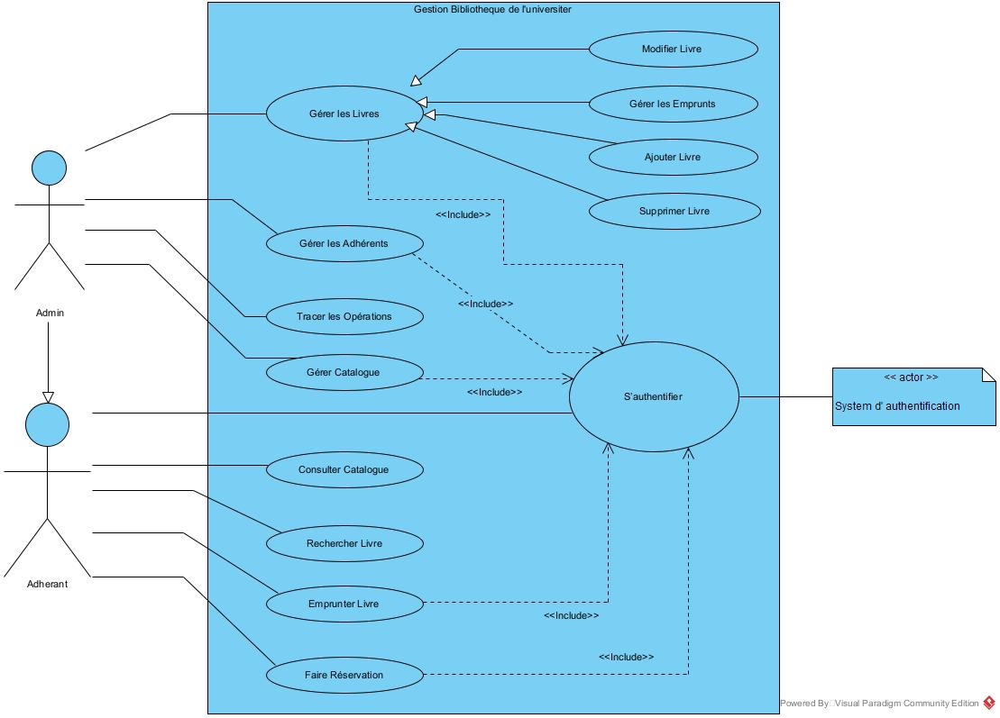 Gestion Bibliotheque de l'universiter
Modifier Livre
Gérer les Livres
Gérer les Emprunts
Ajouter Livre
Supprimer Livre
<<Include>>
Gérer les Adhérents
<<Include>>
Admin
Tracer les Opérations
Gérer Catalogue
<<Include>>
S'authentifier
<< actor >>
System d' authentification
Consulter Catalogue
Rechercher Livre
Adherant
Emprunter Livre
<<Include>>
<<Include>>
Faire Réservation
Powered By Visual Paradigm Community Edition